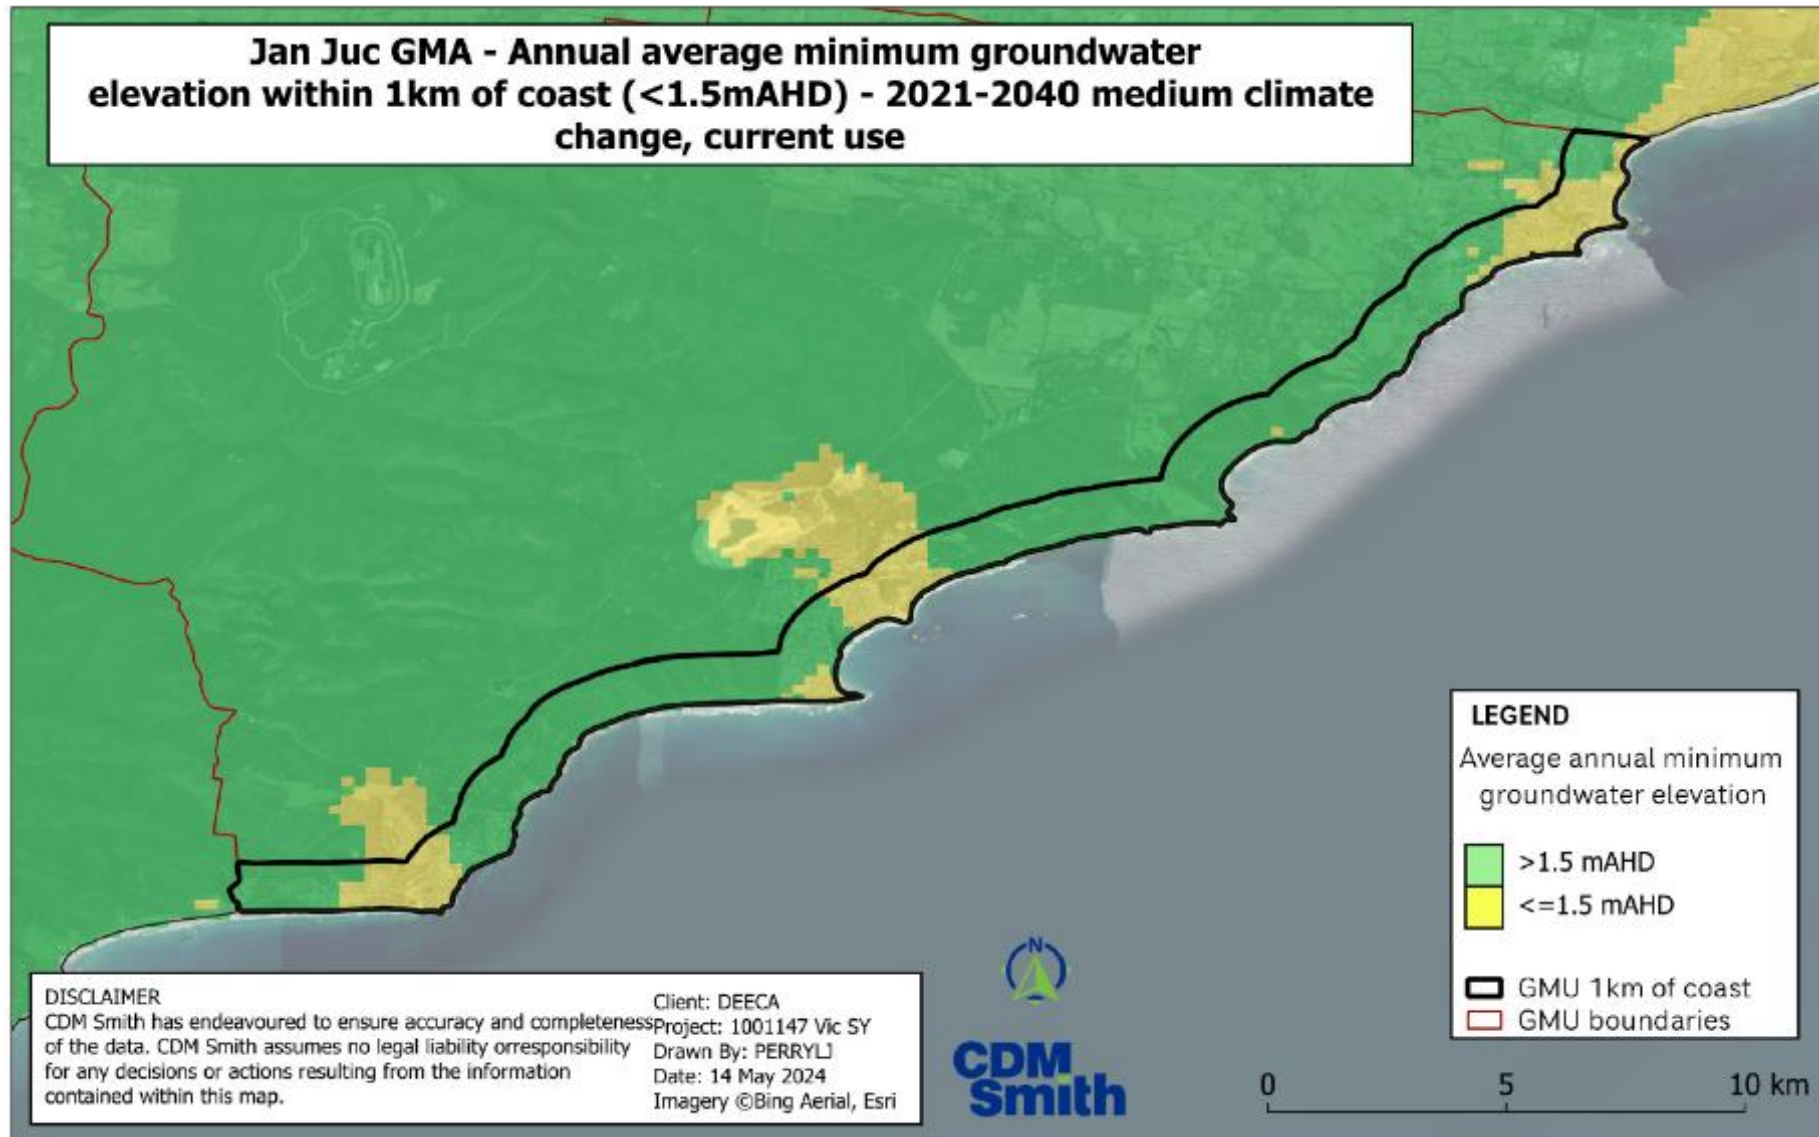 Jan Juc GMA - Annual average minimum groundwater
elevation within 1km of coast (<1.5mAHD) - 2021-2040 medium climate
change, current use
LEGEND
Average annual minimum
groundwater elevation
>1.5 mAHD
<=1.5 mAHD
GMU 1km of coast
GMU boundaries
DISCLAIMER
CDM Smith has endeavoured to ensure accuracy and completeness
of the data. CDM Smith assumes no legal liability orresponsibility
for any decisions or actions resulting from the information
contained within this map.
Client: DEECA
Project: 1001147 Vic SY
Drawn By: PERRYLJ
Date: 14 May 2024
Imagery ©Bing Aerial, Esri
N
CDM
Smith
0 5 10 km